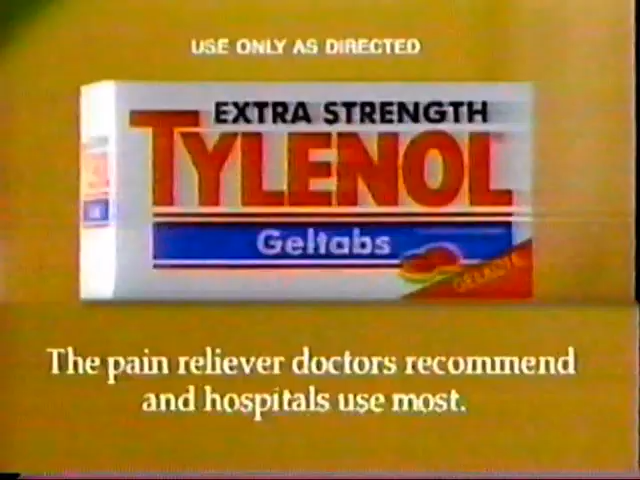 USE ONLY AS DIRECTED
EXTRA STRENGTH
TYLENOL
Geltabs
The pain reliever doctors recommend
and hospitals use most.